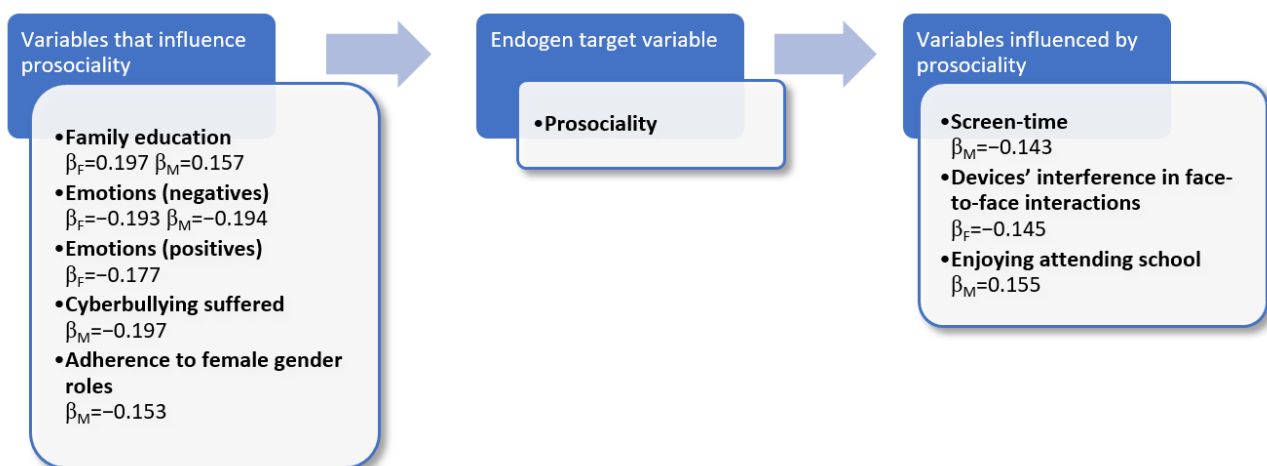 Variables that influence
prosociality
•Family education
βF=0.197 βM=0.157
•Emotions (negatives)
βF=−0.193 βM=−0.194
•Emotions (positives)
βF=−0.177
•Cyberbullying suffered
βM=−0.197
•Adherence to female gender
roles
βM=−0.153
Endogen target variable
•Prosociality
Variables influenced by
prosociality
•Screen-time
βM=−0.143
•Devices’ interference in face-
to-face interactions
βF=−0.145
•Enjoying attending school
βM=0.155